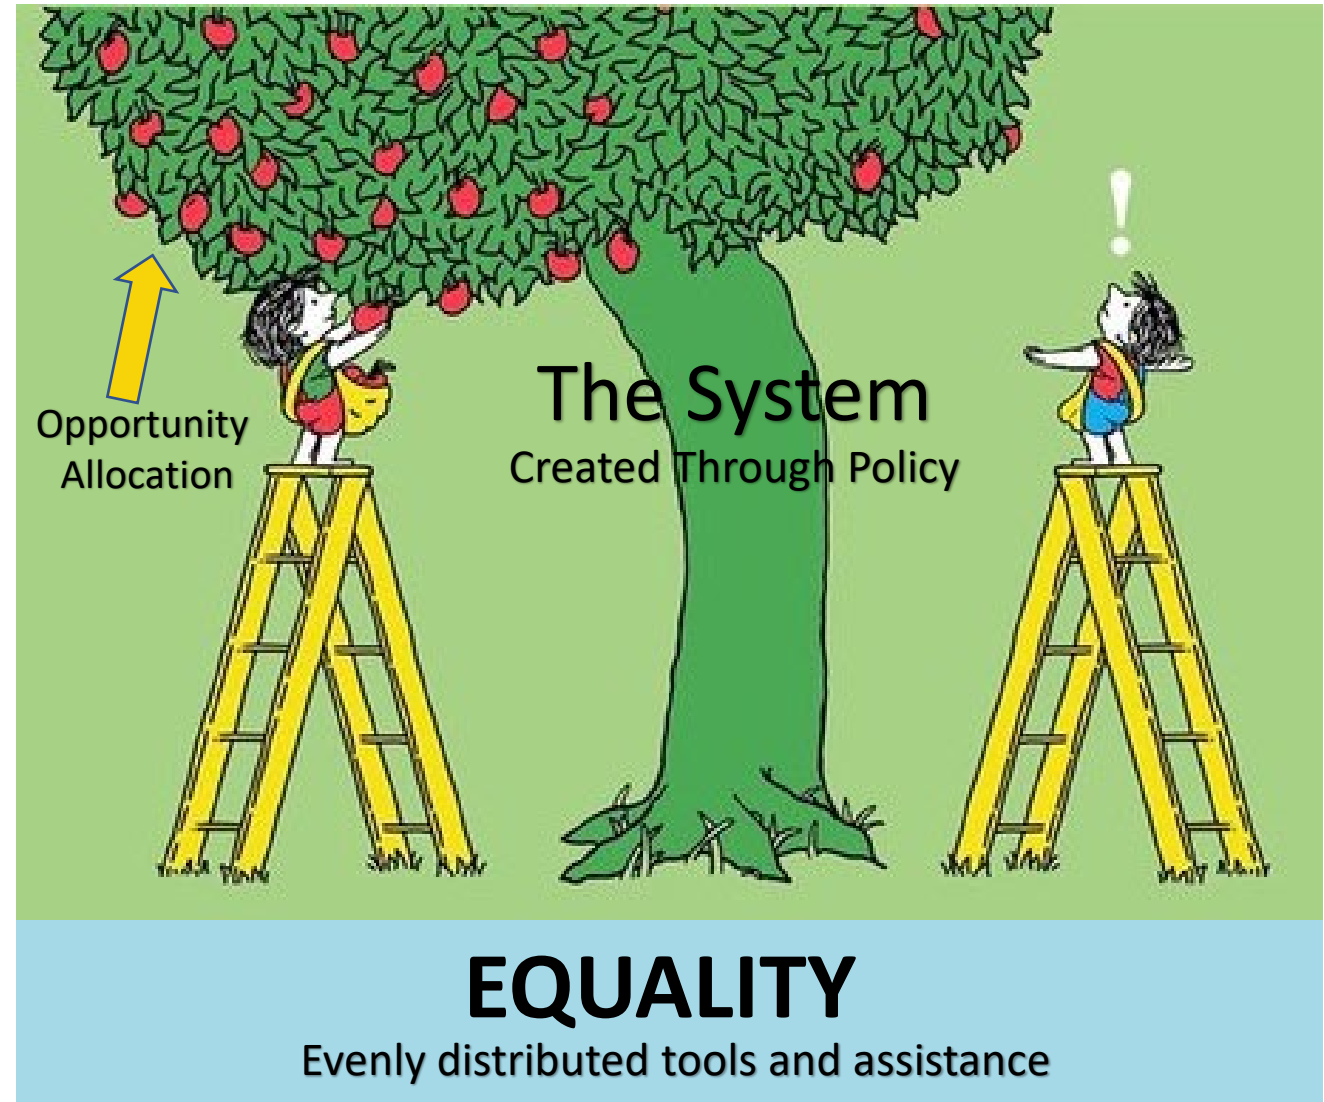 !
Opportunity
Allocation
The System
Created Through Policy
EQUALITY
Evenly distributed tools and assistance